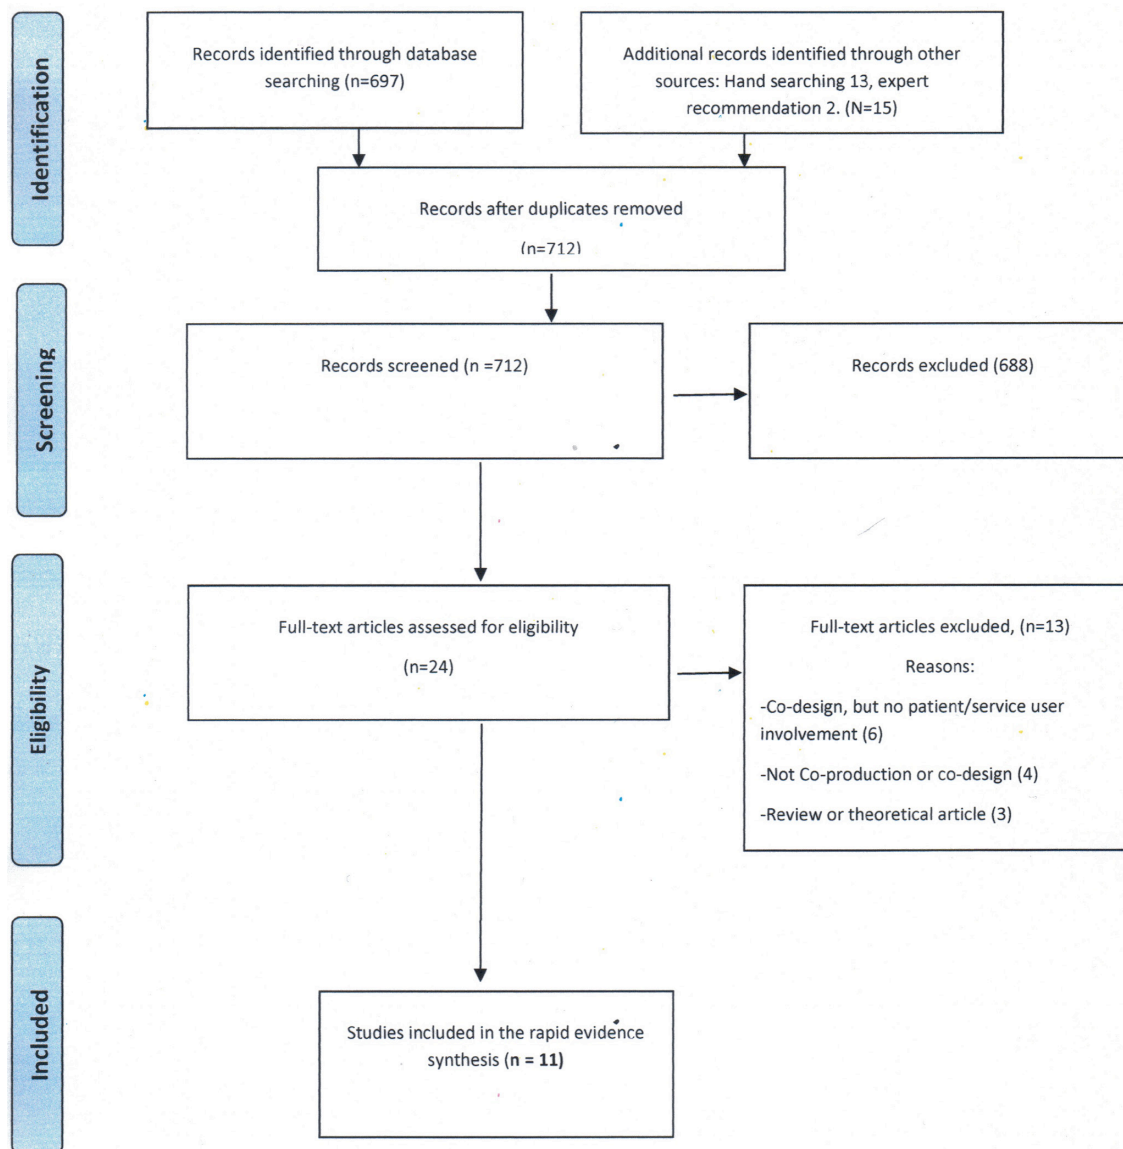 Identification
Records identified through database
searching (n=697)
Additional records identified through other
sources: Hand searching 13, expert
recommendation 2. (N=15)
Records after duplicates removed
(n=712)
Screening
Records screened (n =712)
Records excluded (688)
Eligibility
Full-text articles assessed for eligibility
(n=24)
Full-text articles excluded, (n=13)
Reasons:
-Co-design, but no patient/service user
involvement (6)
-Not Co-production or co-design (4)
-Review or theoretical article (3)
Included
Studies included in the rapid evidence
synthesis (n = 11)